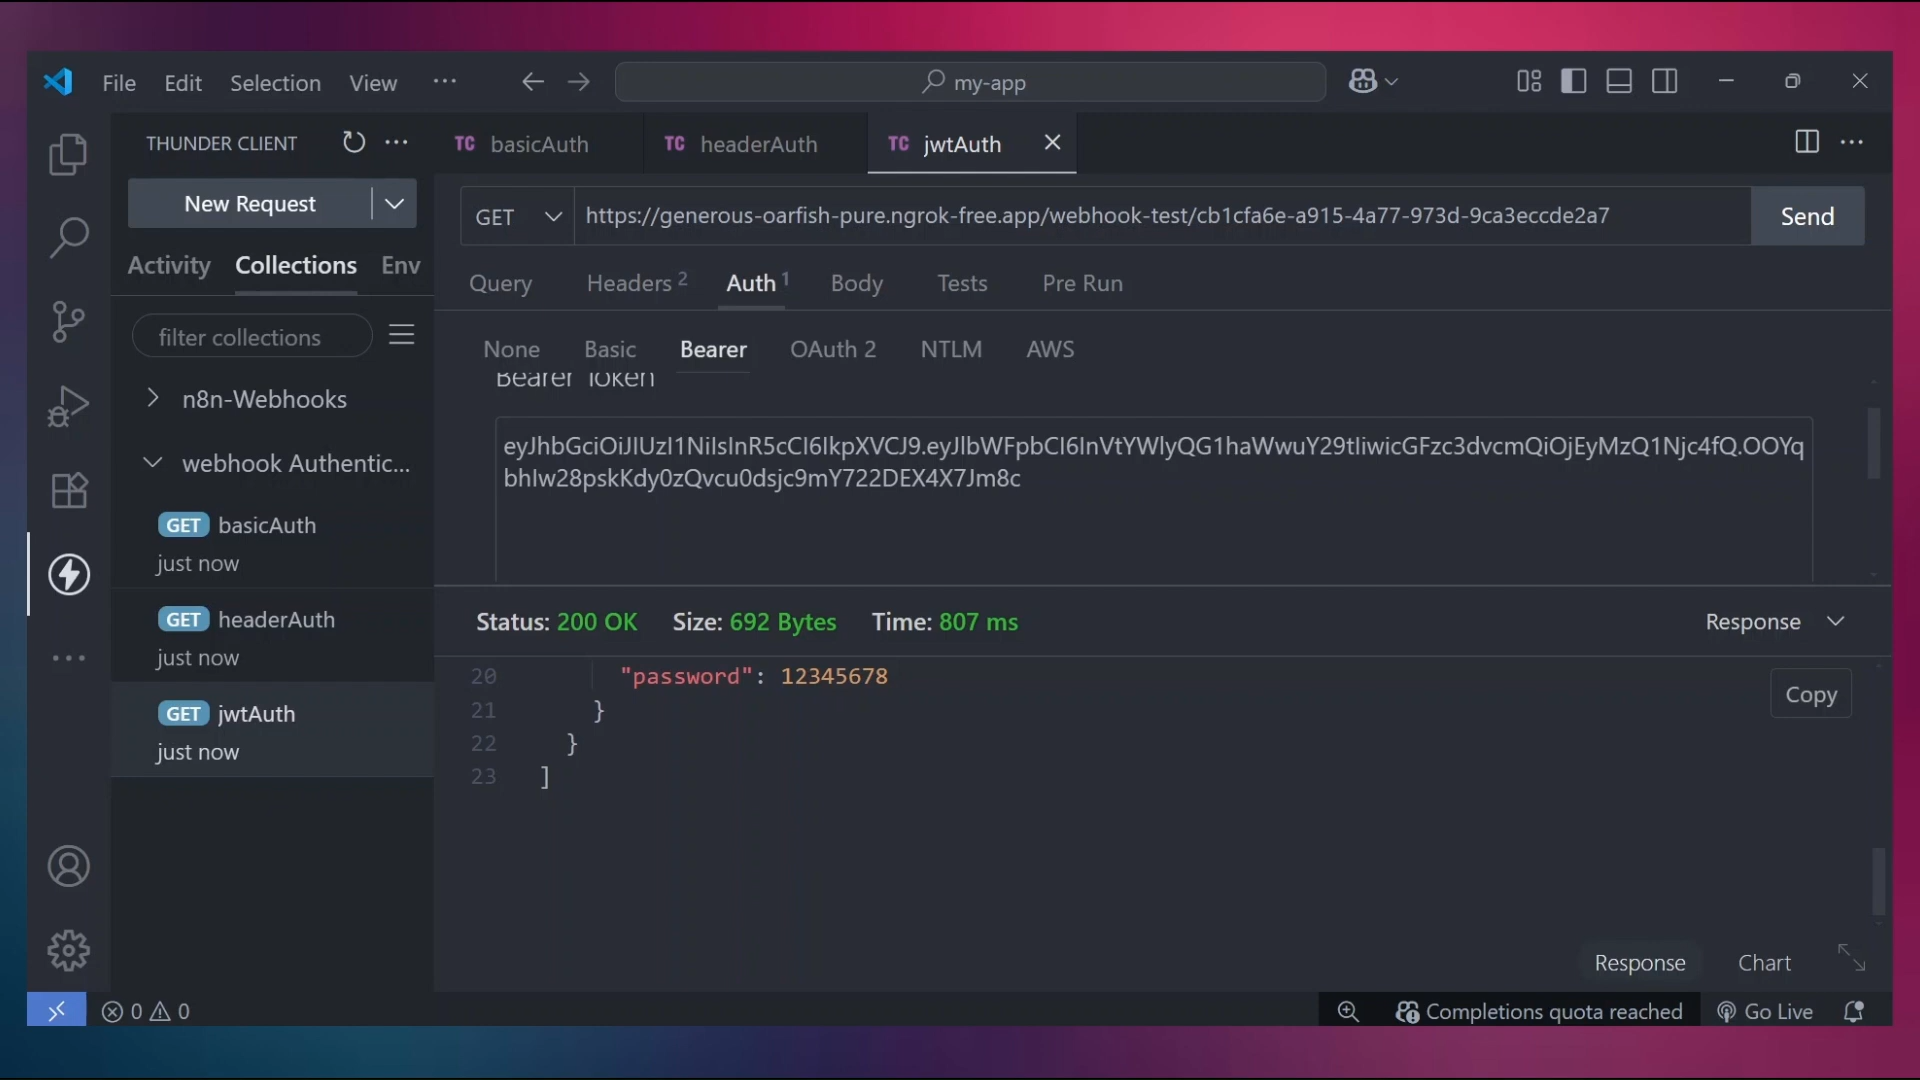 File Edit Selection View ...
my-app
THUNDER CLIENT
TC basicAuth
TC headerAuth
TC jwtAuth
New Request
GET
https://generous-oarfish-pure.ngrok-free.app/webhook-test/cb1cfa6e-a915-4a77-973d-9ca3eccde2a7
Send
Activity Collections Env
Query Headers 2 Auth 1 Body Tests Pre Run
filter collections
None Basic Bearer OAuth 2 NTLM AWS
Bearer Token
n8n-Webhooks
webhook Authentic...
eyJhbGciOiJIUzI1NiIsInR5cCI6IkpXVCJ9.eyJlbWFpbCI6InVtYWlyQG1haWwuY29tIiwicGFzc3dvcmQiOjEyMzQ1Njc4fQ.OOYq
bhIw28pskKdy0zQvcu0dsjc9mY722DEX4X7Jm8c
GET basicAuth
just now
GET headerAuth
just now
GET jwtAuth
just now
Status: 200 OK Size: 692 Bytes Time: 807 ms
Response
20 "password": 12345678
21 }
22 }
23 ]
Copy
Response Chart
0 0
Completions quota reached
Go Live